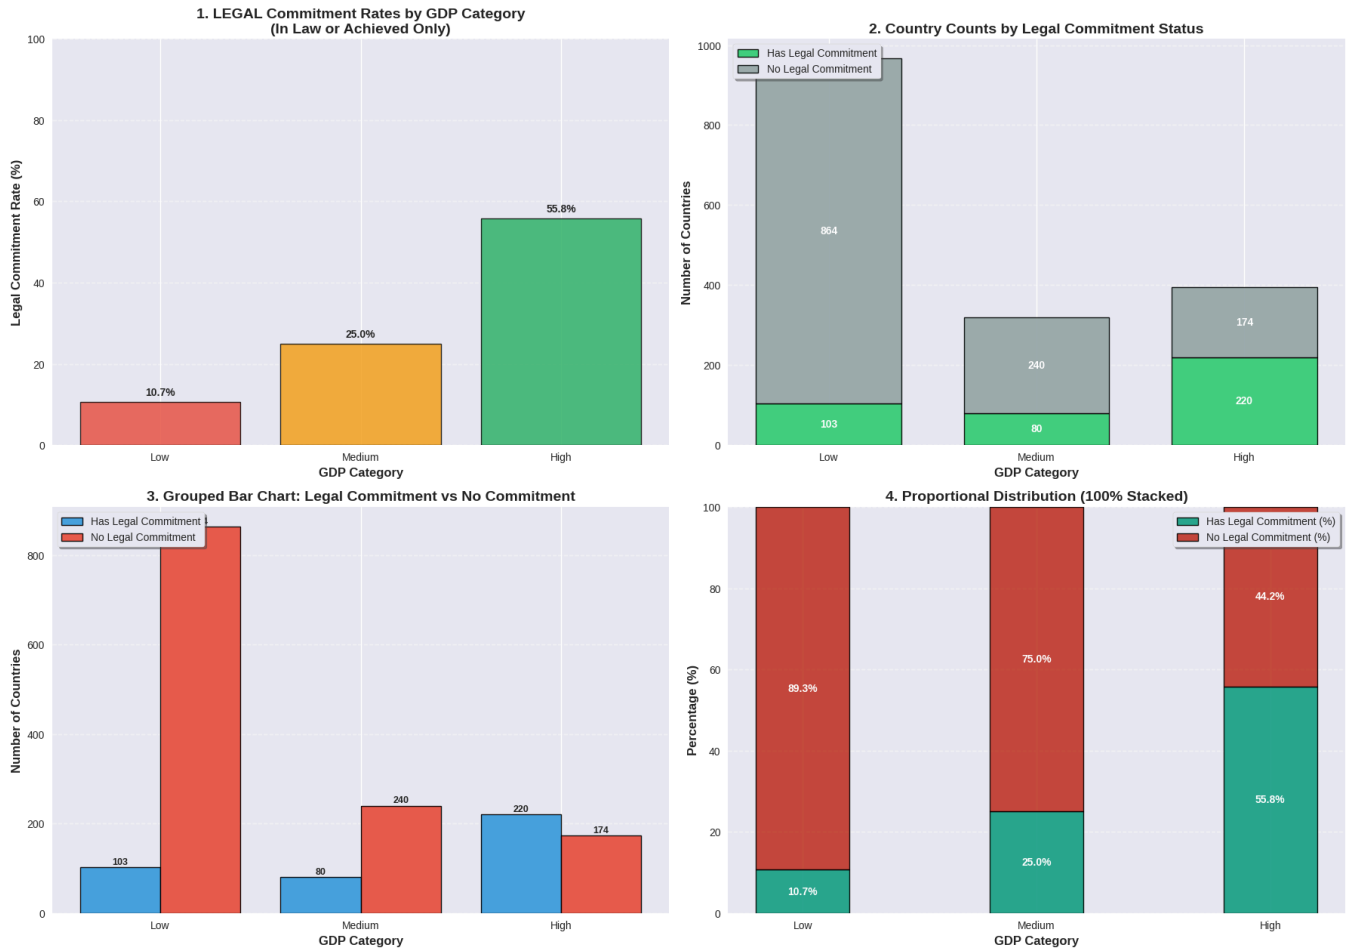 1. LEGAL Commitment Rates by GDP Category
(In Law or Achieved Only)
Legal Commitment Rate (%)
100
80
60
40
20
0
10.7%
25.0%
55.8%
Low
Medium
High
GDP Category
2. Country Counts by Legal Commitment Status
Has Legal Commitment
No Legal Commitment
Number of Countries
1000
800
600
400
200
0
864
103
240
80
174
220
Low
Medium
High
GDP Category
3. Grouped Bar Chart: Legal Commitment vs No Commitment
Has Legal Commitment
No Legal Commitment
Number of Countries
800
600
400
200
0
103
80
240
220
174
Low
Medium
High
GDP Category
4. Proportional Distribution (100% Stacked)
Has Legal Commitment (%)
No Legal Commitment (%)
Percentage (%)
100
80
60
40
20
0
89.3%
10.7%
75.0%
25.0%
44.2%
55.8%
Low
Medium
High
GDP Category